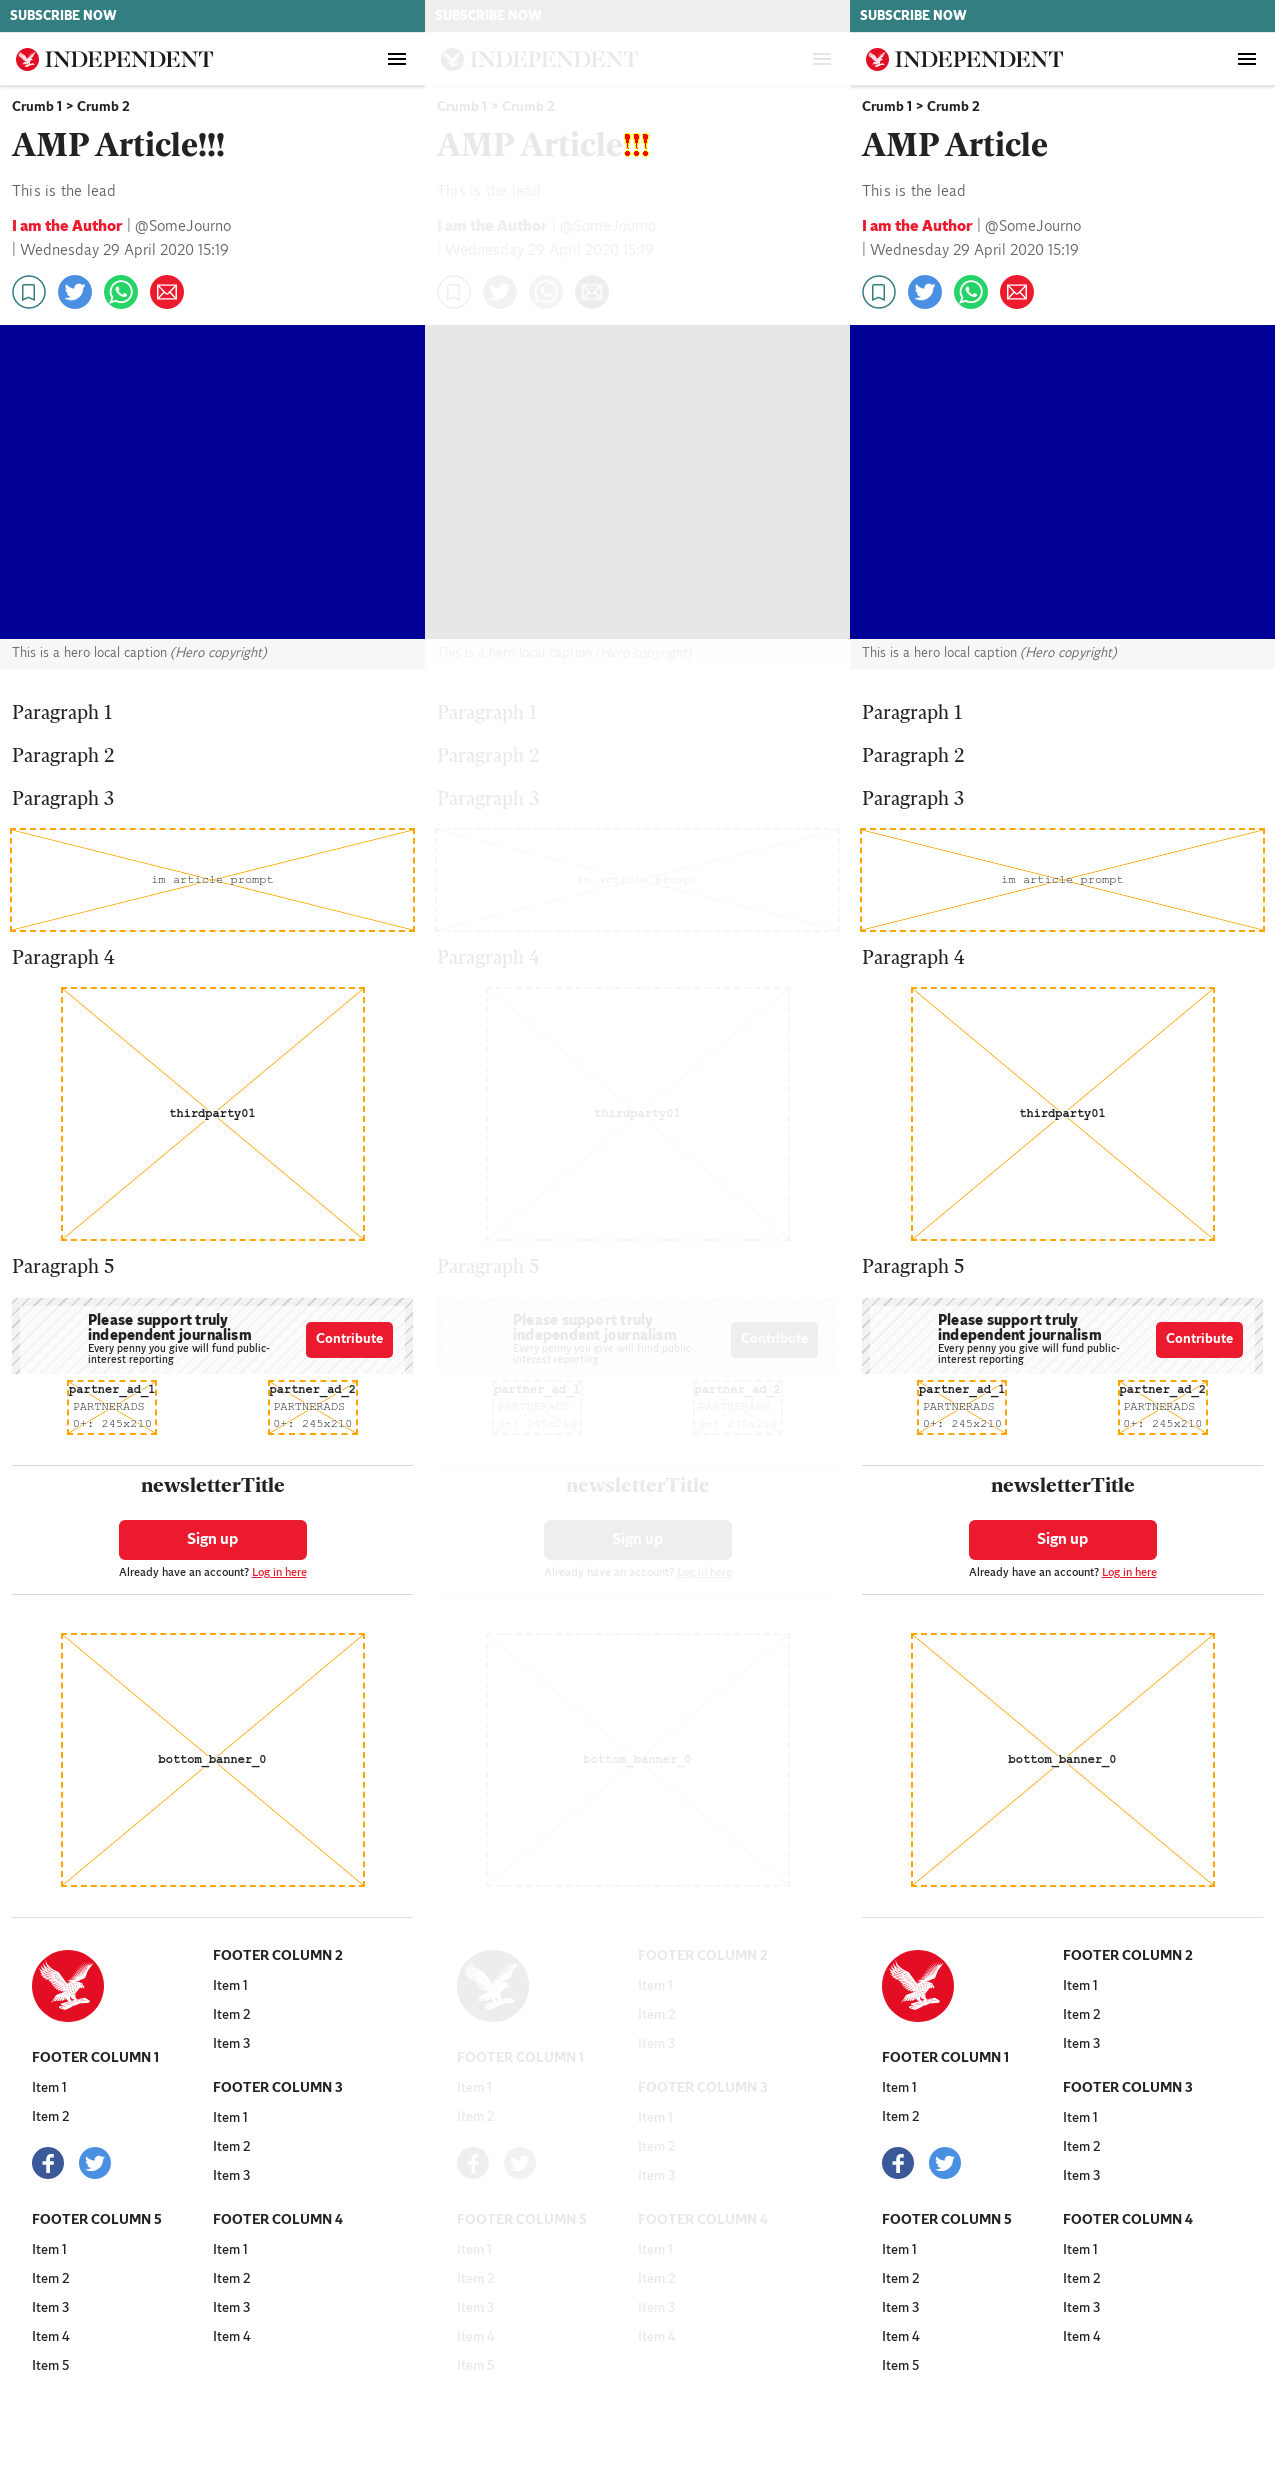 SUBSCRIBE NOW
INDEPENDENT
Crumb 1 > Crumb 2
AMP Article!!!
This is the lead
I am the Author | @SomeJourno
| Wednesday 29 April 2020 15:19
This is a hero local caption (Hero copyright)
Paragraph 1
Paragraph 2
Paragraph 3
im article prompt
Paragraph 4
thirdparty01
Paragraph 5
Please support truly
independent journalism
Every penny you give will fund public-
interest reporting
Contribute
partner_ad_1
PARTNERADS
0+: 245x210
partner_ad_2
PARTNERADS
0+: 245x210
newsletterTitle
Sign up
Already have an account? Log in here
bottom_banner_0
FOOTER COLUMN 1
Item 1
Item 2
FOOTER COLUMN 2
Item 1
Item 2
Item 3
FOOTER COLUMN 3
Item 1
Item 2
Item 3
FOOTER COLUMN 5
Item 1
Item 2
Item 3
Item 4
Item 5
FOOTER COLUMN 4
Item 1
Item 2
Item 3
Item 4
SUBSCRIBE NOW
INDEPENDENT
Crumb 1 > Crumb 2
AMP Article!!!
This is the lead
I am the Author | @SomeJourno
| Wednesday 29 April 2020 15:19
This is a hero local caption (Hero copyright)
Paragraph 1
Paragraph 2
Paragraph 3
im article prompt
Paragraph 4
thirdparty01
Paragraph 5
Please support truly
independent journalism
Every penny you give will fund public-
interest reporting
Contribute
partner_ad_1
PARTNERADS
0+: 245x210
partner_ad_2
PARTNERADS
0+: 245x210
newsletterTitle
Sign up
Already have an account? Log in here
bottom_banner_0
FOOTER COLUMN 1
Item 1
Item 2
FOOTER COLUMN 2
Item 1
Item 2
Item 3
FOOTER COLUMN 3
Item 1
Item 2
Item 3
FOOTER COLUMN 5
Item 1
Item 2
Item 3
Item 4
Item 5
FOOTER COLUMN 4
Item 1
Item 2
Item 3
Item 4
SUBSCRIBE NOW
INDEPENDENT
Crumb 1 > Crumb 2
AMP Article
This is the lead
I am the Author | @SomeJourno
| Wednesday 29 April 2020 15:19
This is a hero local caption (Hero copyright)
Paragraph 1
Paragraph 2
Paragraph 3
im article prompt
Paragraph 4
thirdparty01
Paragraph 5
Please support truly
independent journalism
Every penny you give will fund public-
interest reporting
Contribute
partner_ad_1
PARTNERADS
0+: 245x210
partner_ad_2
PARTNERADS
0+: 245x210
newsletterTitle
Sign up
Already have an account? Log in here
bottom_banner_0
FOOTER COLUMN 1
Item 1
Item 2
FOOTER COLUMN 2
Item 1
Item 2
Item 3
FOOTER COLUMN 3
Item 1
Item 2
Item 3
FOOTER COLUMN 5
Item 1
Item 2
Item 3
Item 4
Item 5
FOOTER COLUMN 4
Item 1
Item 2
Item 3
Item 4